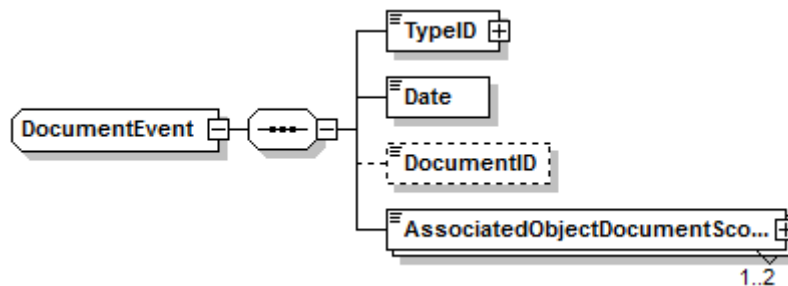 TypeID
Date
DocumentEvent
DocumentID
AssociatedObjectDocumentSco...
1..2